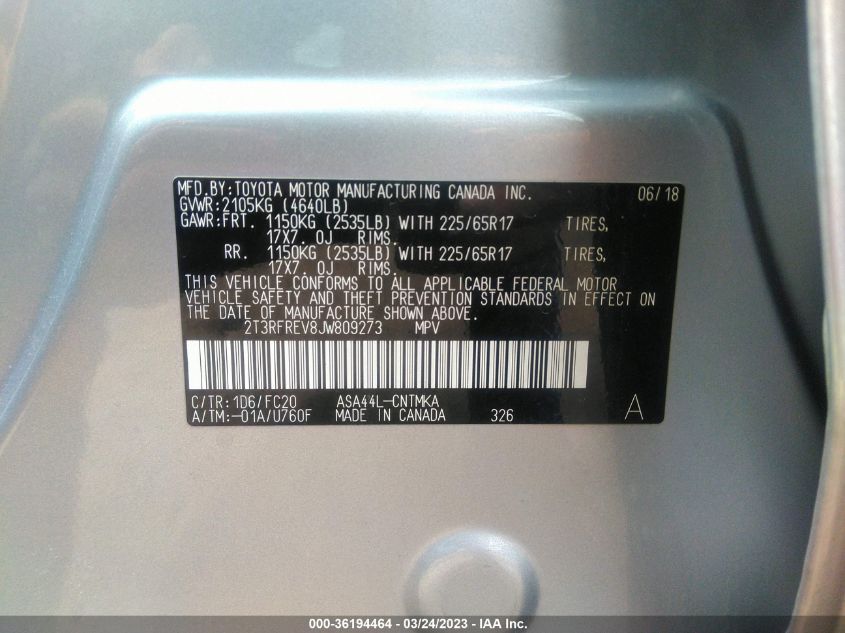 MFD.BY:TOYOTA MOTOR MANUFACTURING CANADA INC. 06/18
GVWR:2105KG (4640LB)
GAWR:FRT. 1150KG (2535LB) WITH 225/65R17 TIRES,
17X7. OJ RIMS.
RR. 1150KG (2535LB) WITH 225/65R17 TIRES,
17X7. OJ RIMS.
THIS VEHICLE CONFORMS TO ALL APPLICABLE FEDERAL MOTOR
VEHICLE SAFETY AND THEFT PREVENTION STANDARDS IN EFFECT ON
THE DATE OF MANUFACTURE SHOWN ABOVE.
2T3RFREV8JW809273 MPV
C/TR:1D6/FC20 ASA44L-CNTMKA
A/TM:-01A/U760F MADE IN CANADA 326 A
000-36194464 - 03/24/2023 - IAA Inc.